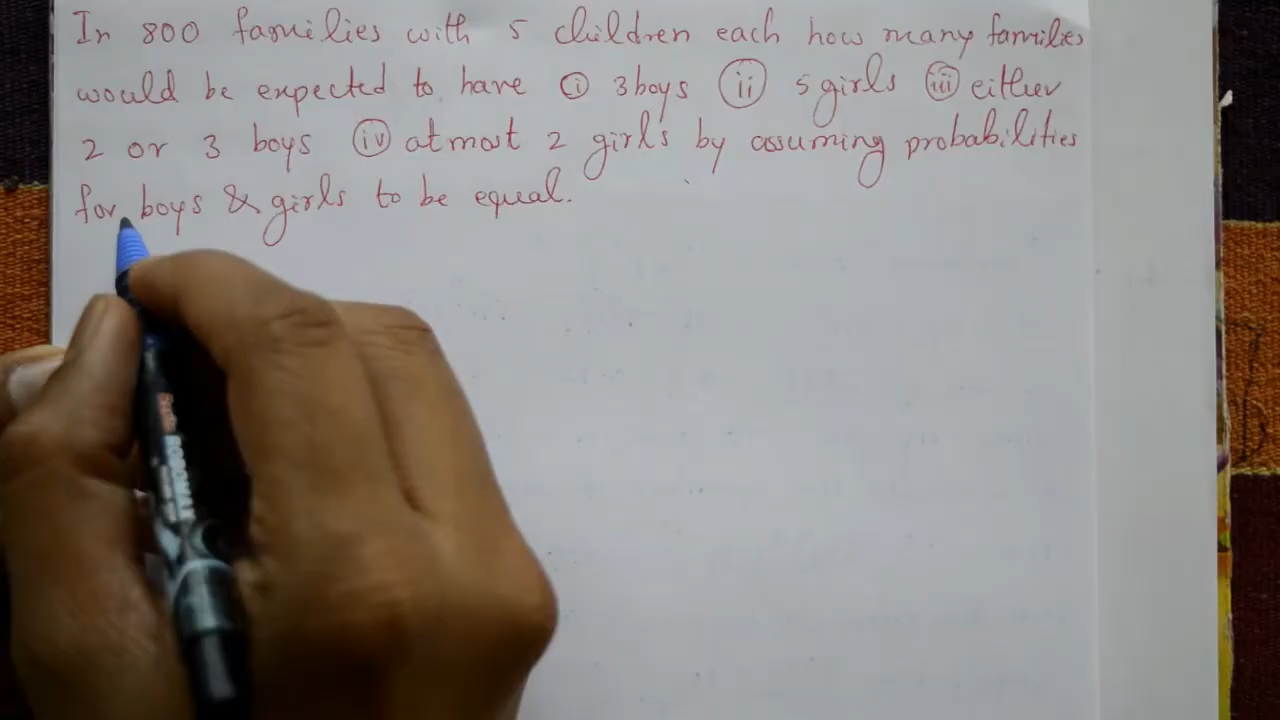 In 800 families with 5 children each how many families
would be expected to have (i) 3 boys (ii) 5 girls (iii) either
2 or 3 boys (iv) atmost 2 girls by assuming probabilities
for boys & girls to be equal.